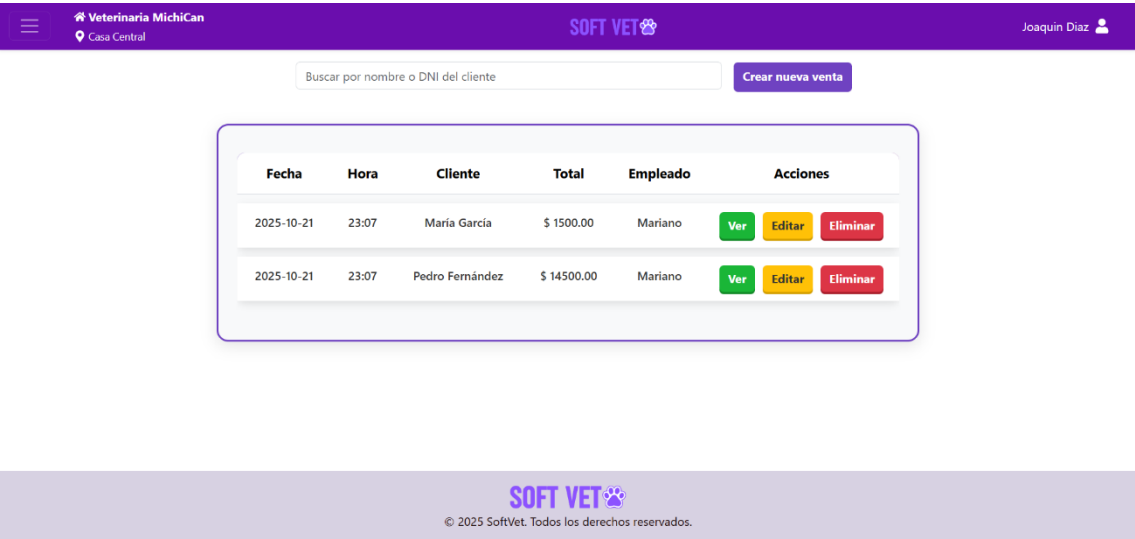 Veterinaria MichiCan
Casa Central
SOFT VET
Joaquin Diaz
Buscar por nombre o DNI del cliente
Crear nueva venta
Fecha Hora Cliente Total Empleado Acciones
2025-10-21 23:07 María García $ 1500.00 Mariano Ver Editar Eliminar
2025-10-21 23:07 Pedro Fernández $ 14500.00 Mariano Ver Editar Eliminar
SOFT VET
© 2025 SoftVet. Todos los derechos reservados.